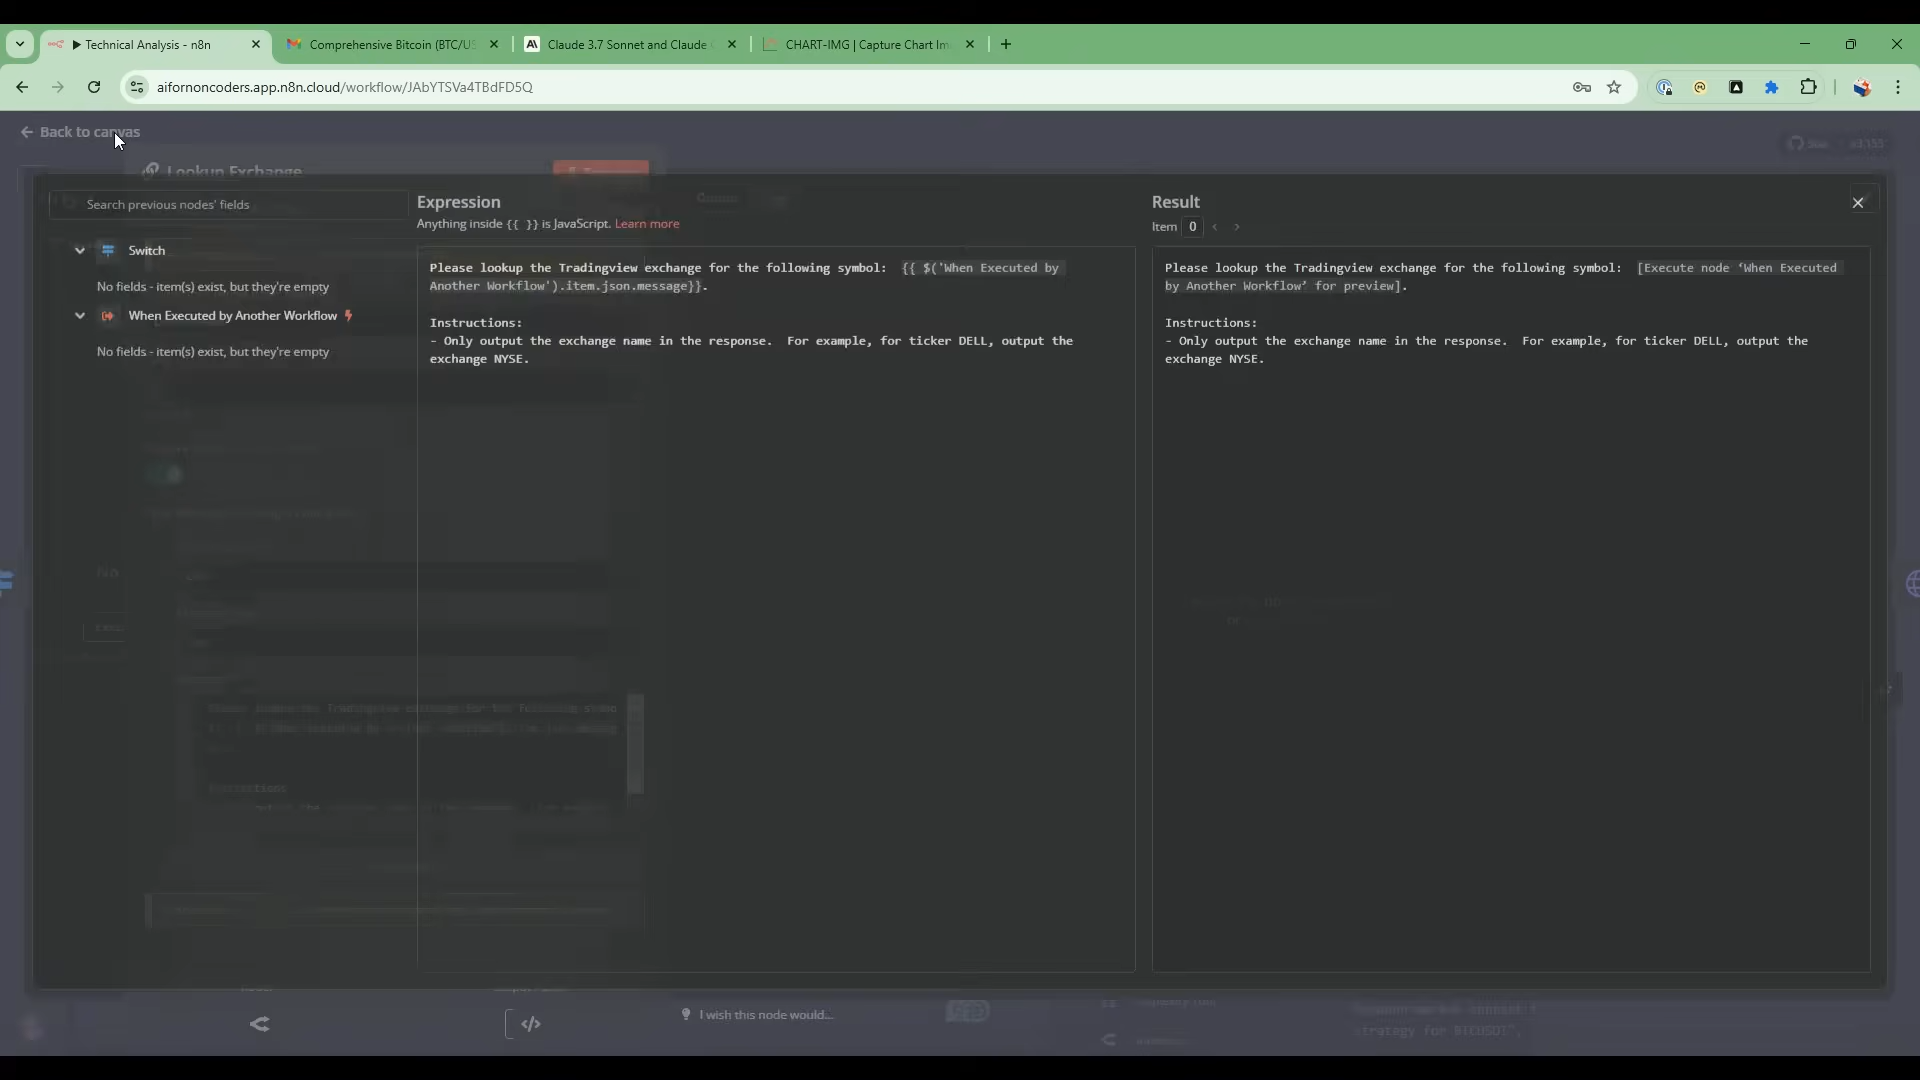 ▶ Technical Analysis - n8n
Comprehensive Bitcoin (BTC/US
Claude 3.7 Sonnet and Claude
CHART-IMG | Capture Chart Im
aifornoncoders.app.n8n.cloud/workflow/JAbYTSVa4TBdFD5Q
Back to canvas
Lookup Exchange
Search previous nodes' fields
Expression
Anything inside {{ }} is JavaScript. Learn more
Result
Item 0
Switch
No fields - item(s) exist, but they're empty
When Executed by Another Workflow
No fields - item(s) exist, but they're empty
Please lookup the Tradingview exchange for the following symbol:  {{ $('When Executed by
Another Workflow').item.json.message}}.
Instructions:
- Only output the exchange name in the response.  For example, for ticker DELL, output the
exchange NYSE.
Please lookup the Tradingview exchange for the following symbol:  [Execute node ‘When Executed
by Another Workflow’ for preview].
Instructions:
- Only output the exchange name in the response.  For example, for ticker DELL, output the
exchange NYSE.
I wish this node would...